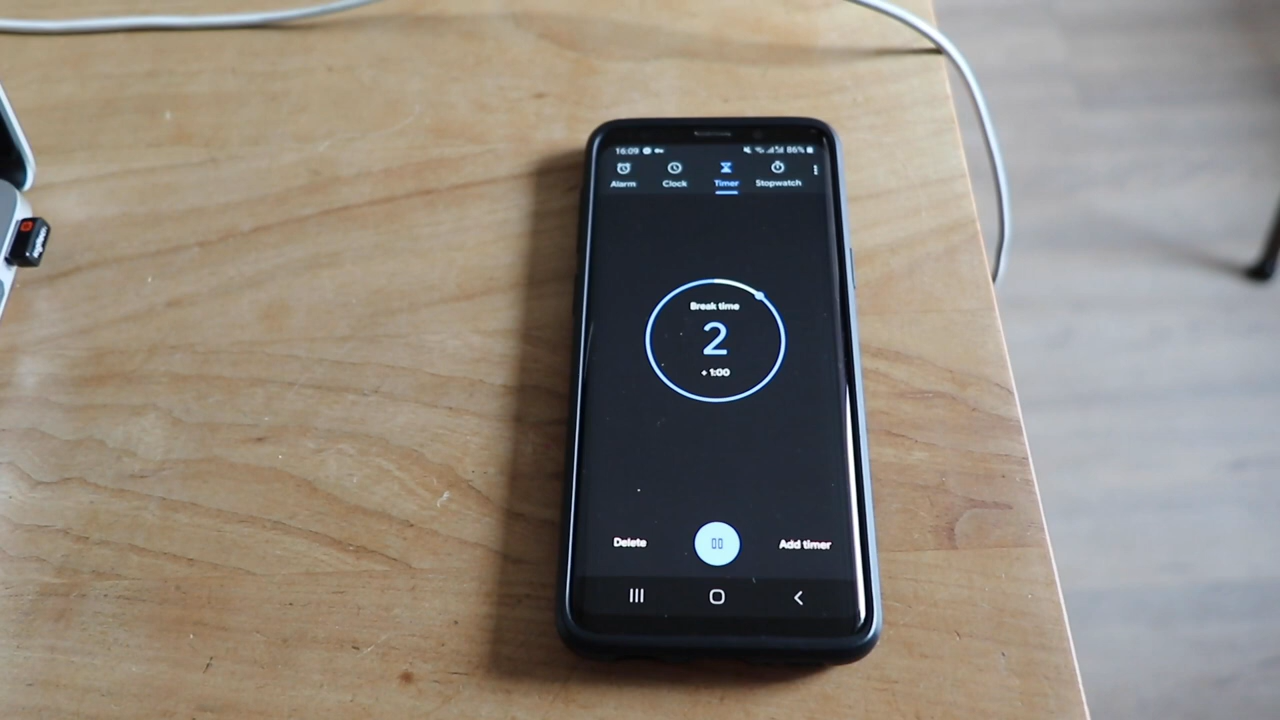 16:09 86%
Alarm Clock Timer Stopwatch
Break time
2
+ 1:00
Delete Add timer